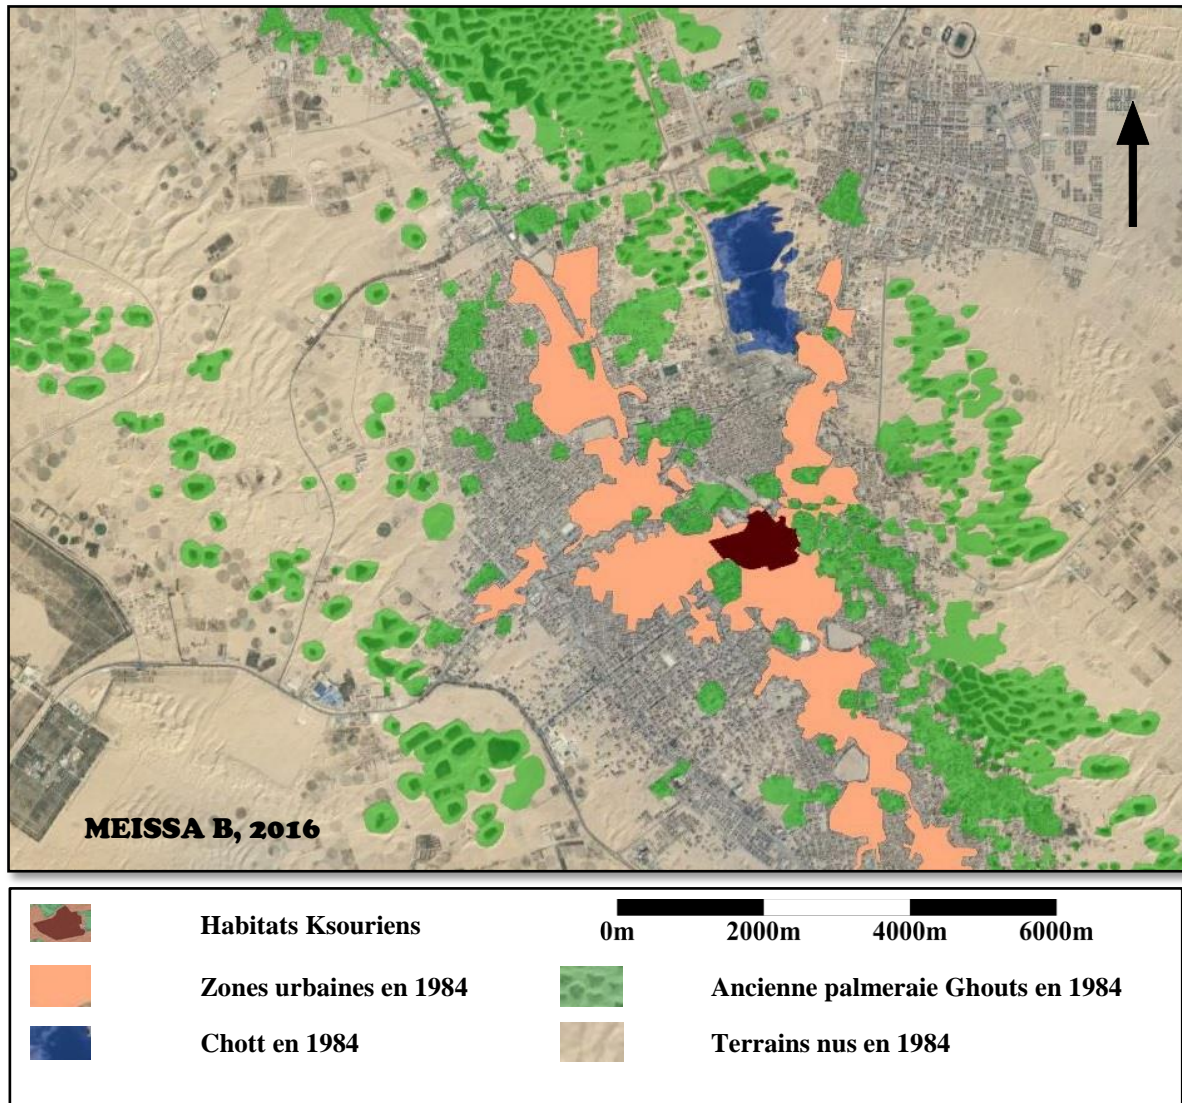 MEISSA B, 2016
Habitats Ksouriens
0m 2000m 4000m 6000m
Zones urbaines en 1984
Ancienne palmeraie Ghouts en 1984
Chott en 1984
Terrains nus en 1984